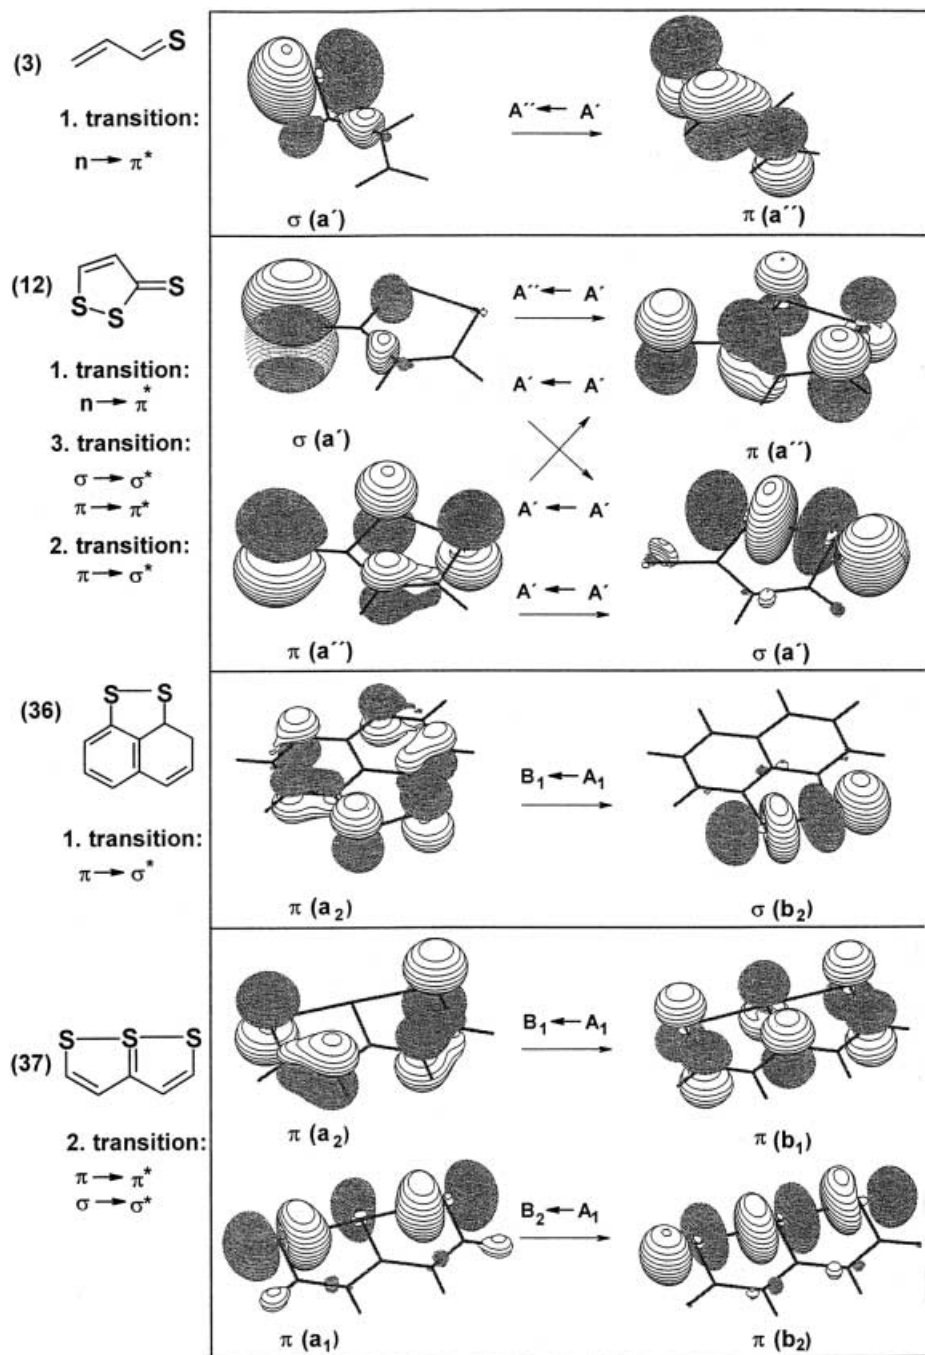 (3)
S
1. transition:
n → π*
σ (a´)
A´´ ← A´
π (a´´)
(12)
S
S
S
1. transition:
n → π*
3. transition:
σ → σ*
π → π*
2. transition:
π → σ*
A´´ ← A´
A´ ← A´
σ (a´)
π (a´´)
A´ ← A´
A´ ← A´
π (a´´)
σ (a´)
(36)
S S
1. transition:
π → σ*
π (a₂)
B₁ ← A₁
σ (b₂)
(37)
S S S
2. transition:
π → π*
σ → σ*
B₁ ← A₁
π (a₂)
π (b₁)
B₂ ← A₁
π (a₁)
π (b₂)